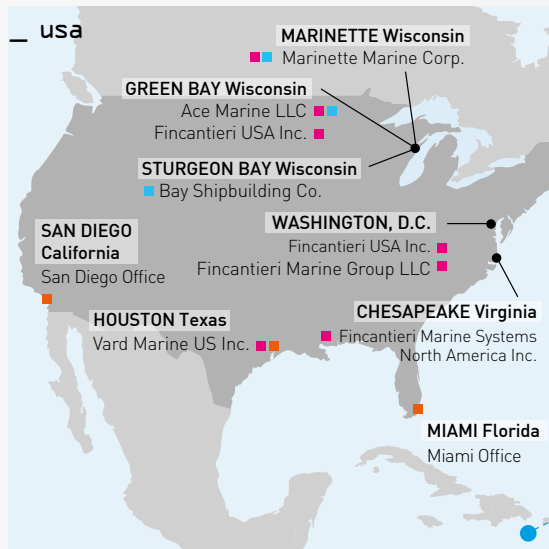 _ usa
MARINETTE Wisconsin
Marinette Marine Corp.
GREEN BAY Wisconsin
Ace Marine LLC
Fincantieri USA Inc.
STURGEON BAY Wisconsin
Bay Shipbuilding Co.
WASHINGTON, D.C.
Fincantieri USA Inc.
Fincantieri Marine Group LLC
SAN DIEGO
California
San Diego Office
CHESAPEAKE Virginia
Fincantieri Marine Systems
North America Inc.
HOUSTON Texas
Vard Marine US Inc.
MIAMI Florida
Miami Office